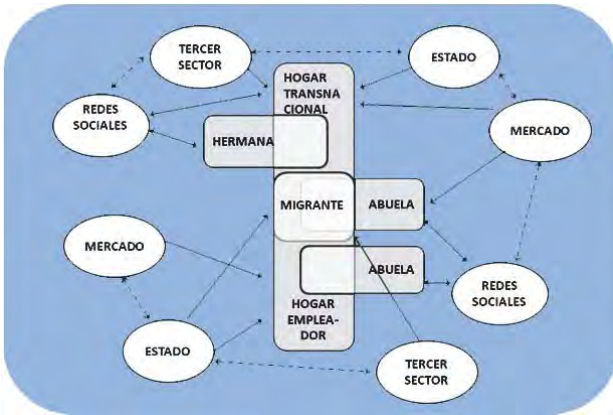 TERCER
SECTOR
ESTADO
HOGAR
TRANSNA
CIONAL
REDES
SOCIALES
MERCADO
HERMANA
MIGRANTE
ABUELA
MERCADO
ABUELA
REDES
SOCIALES
HOGAR
EMPLEA-
DOR
ESTADO
TERCER
SECTOR